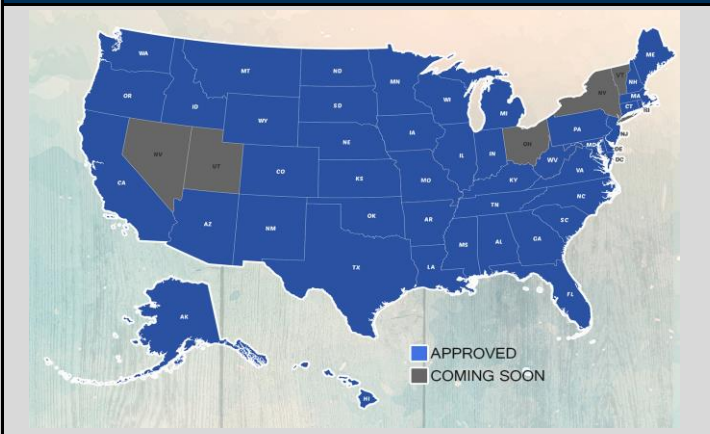 WA
MT
ND
MN
ME
OR
ID
SD
WI
MI
VT
NH
NY
MA
CT
RI
WY
IA
NE
PA
NJ
NV
UT
CO
IL
IN
OH
MD
DE
DC
WV
VA
KS
MO
KY
CA
NC
TN
OK
AR
SC
AZ
NM
MS
AL
GA
TX
LA
FL
AK
HI
APPROVED
COMING SOON